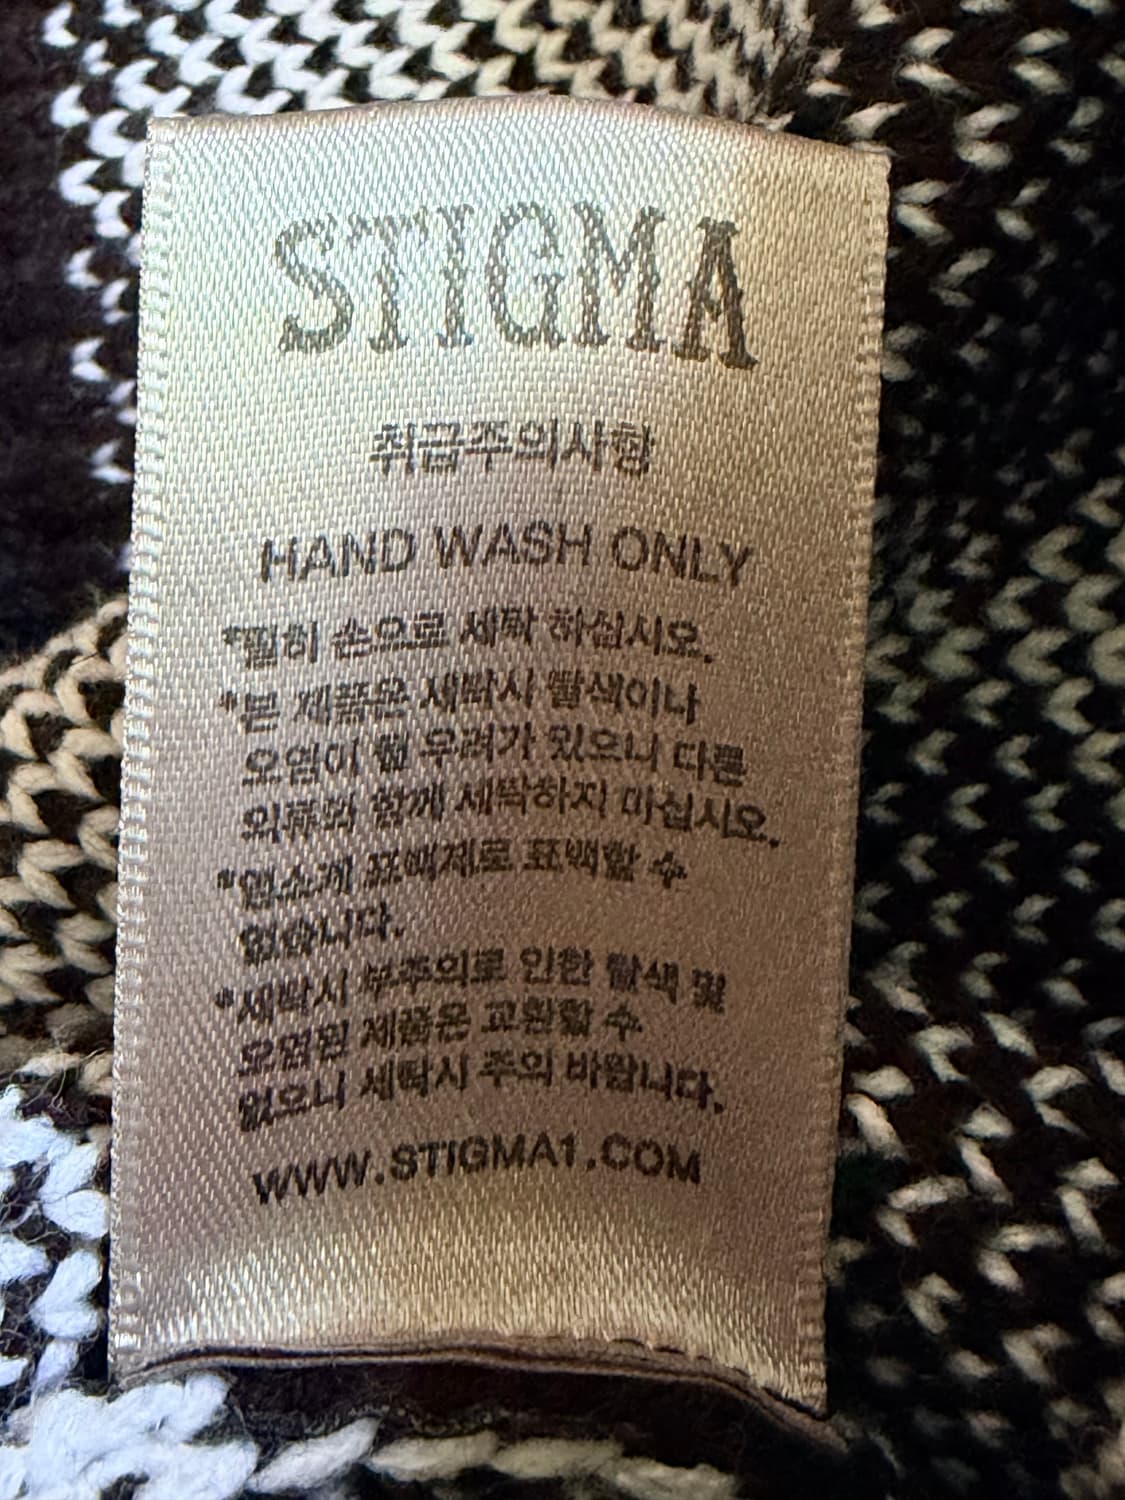 STIGMA
취급주의사항
HAND WASH ONLY
*필히 손으로 세탁 하십시오.
*본 제품은 세탁시 탈색이나
오염이 될 우려가 있으니 다른
의류와 함께 세탁하지 마십시오.
*염소계 표백제로 표백할 수
없습니다.
*세탁시 부주의로 인한 탈색 및
오염된 제품은 교환할 수
없으니 세탁시 주의 바랍니다.
WWW.STIGMA1.COM